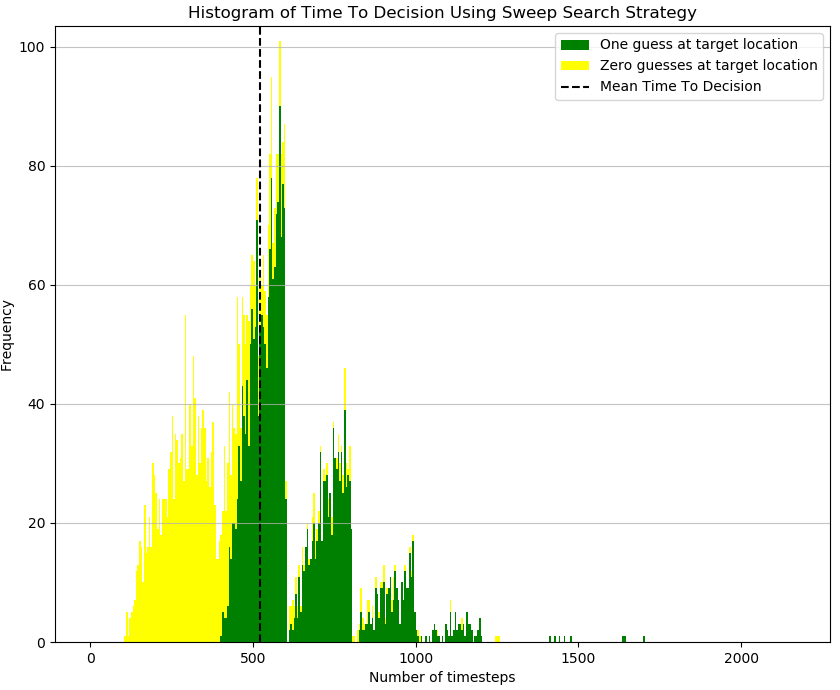 Histogram of Time To Decision Using Sweep Search Strategy
One guess at target location
Zero guesses at target location
Mean Time To Decision
100
80
60
40
20
0
Frequency
0 500 1000 1500 2000
Number of timesteps